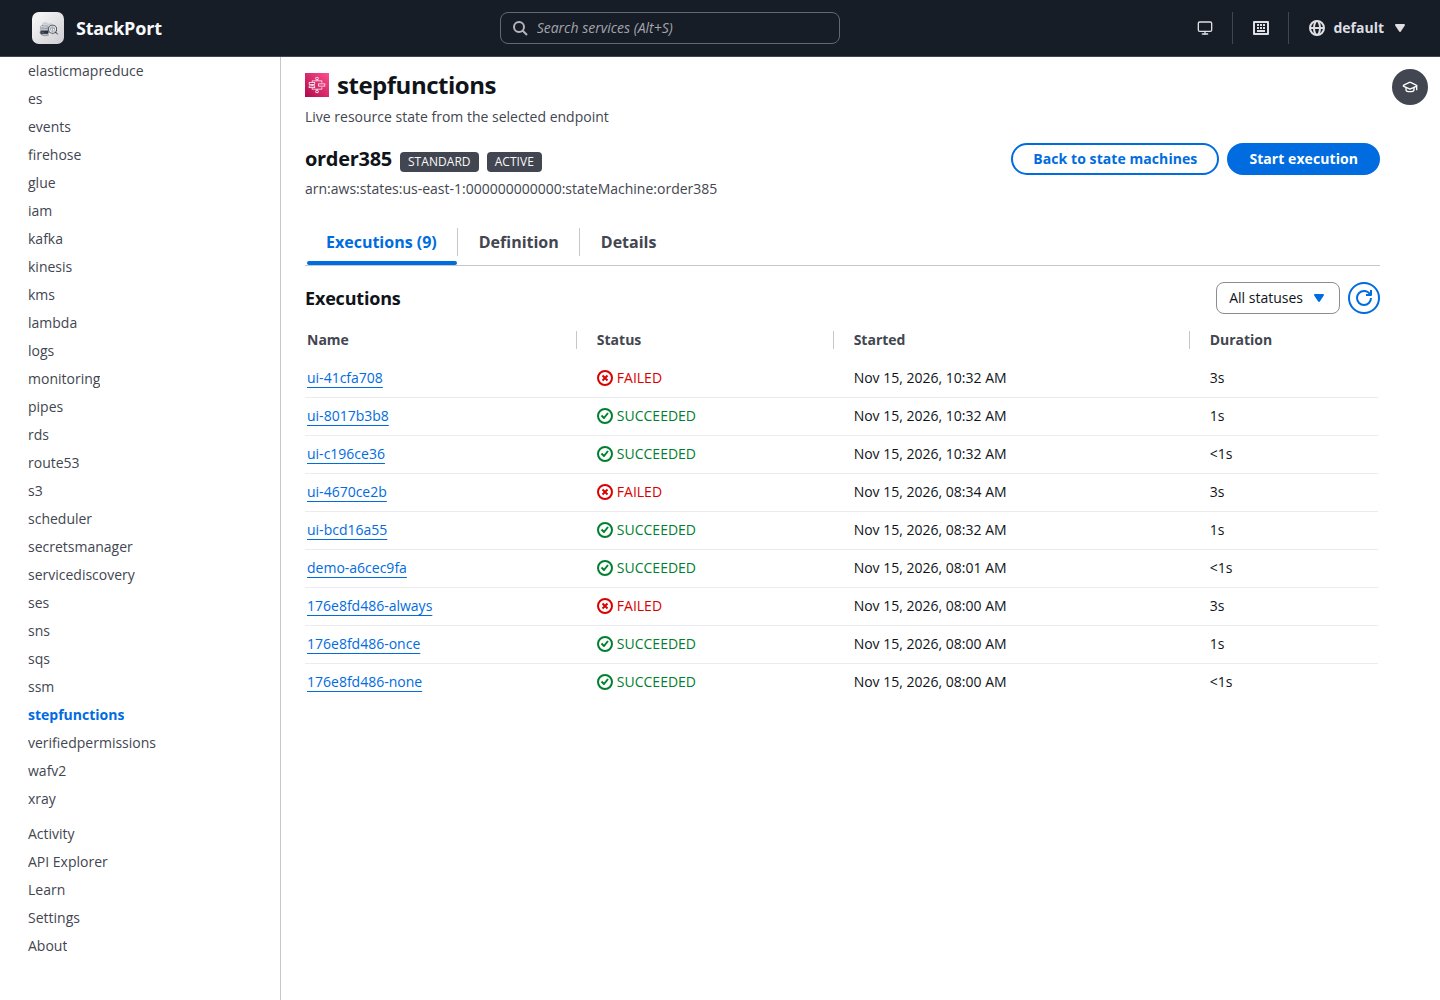 StackPort
Search services (Alt+S)
default
elasticmapreduce
es
events
firehose
glue
iam
kafka
kinesis
kms
lambda
logs
monitoring
pipes
rds
route53
s3
scheduler
secretsmanager
servicediscovery
ses
sns
sqs
ssm
stepfunctions
verifiedpermissions
wafv2
xray
Activity
API Explorer
Learn
Settings
About
stepfunctions
Live resource state from the selected endpoint
order385 STANDARD ACTIVE
Back to state machines Start execution
arn:aws:states:us-east-1:000000000000:stateMachine:order385
Executions (9) Definition Details
Executions
All statuses
Name Status Started Duration
ui-41cfa708 FAILED Nov 15, 2026, 10:32 AM 3s
ui-8017b3b8 SUCCEEDED Nov 15, 2026, 10:32 AM 1s
ui-c196ce36 SUCCEEDED Nov 15, 2026, 10:32 AM <1s
ui-4670ce2b FAILED Nov 15, 2026, 08:34 AM 3s
ui-bcd16a55 SUCCEEDED Nov 15, 2026, 08:32 AM 1s
demo-a6cec9fa SUCCEEDED Nov 15, 2026, 08:01 AM <1s
176e8fd486-always FAILED Nov 15, 2026, 08:00 AM 3s
176e8fd486-once SUCCEEDED Nov 15, 2026, 08:00 AM 1s
176e8fd486-none SUCCEEDED Nov 15, 2026, 08:00 AM <1s